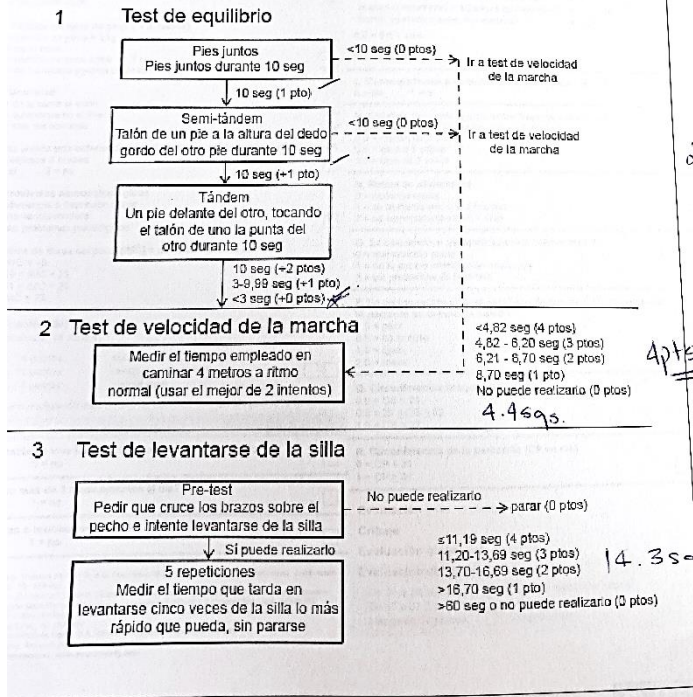 1 Test de equilibrio
Pies juntos
Pies juntos durante 10 seg
<10 seg (0 ptos)
Ir a test de velocidad
de la marcha
10 seg (1 pto)
Semi-tándem
Talón de un pie a la altura del dedo
gordo del otro pie durante 10 seg
<10 seg (0 ptos)
Ir a test de velocidad
de la marcha
10 seg (+1 pto)
Tándem
Un pie delante del otro, tocando
el talón de uno la punta del
otro durante 10 seg
10 seg (+2 ptos)
3-9,99 seg (+1 pto)
<3 seg (+0 ptos)
2 Test de velocidad de la marcha
Medir el tiempo empleado en
caminar 4 metros a ritmo
normal (usar el mejor de 2 intentos)
<4,82 seg (4 ptos)
4,82 - 6,20 seg (3 ptos)
6,21 - 8,70 seg (2 ptos)
8,70 seg (1 pto)
No puede realizarlo (0 ptos)
4pts
4.4sgs.
3 Test de levantarse de la silla
Pre-test
Pedir que cruce los brazos sobre el
pecho e intente levantarse de la silla
No puede realizarlo
parar (0 ptos)
Si puede realizarlo
5 repeticiones
Medir el tiempo que tarda en
levantarse cinco veces de la silla lo más
rápido que pueda, sin pararse
≤11,19 seg (4 ptos)
11,20-13,69 seg (3 ptos)
13,70-16,69 seg (2 ptos)
>16,70 seg (1 pto)
>60 seg o no puede realizarlo (0 ptos)
14.3s